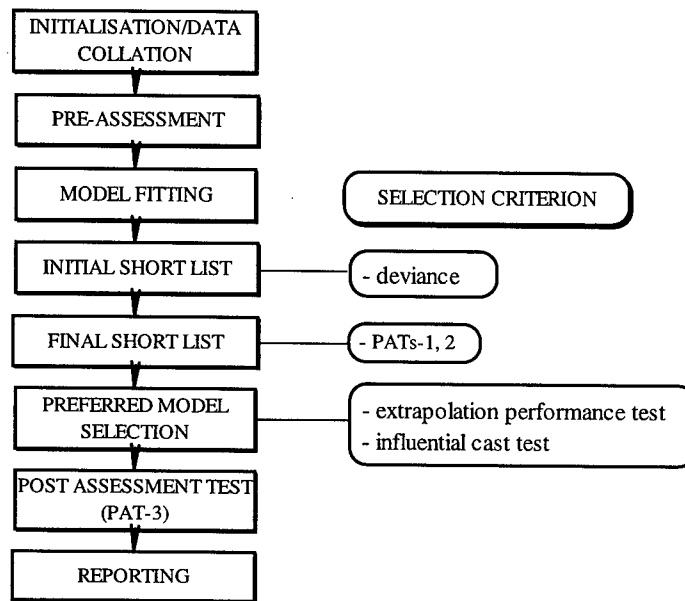 INITIALISATION/DATA
COLLATION
PRE-ASSESSMENT
MODEL FITTING
SELECTION CRITERION
INITIAL SHORT LIST
- deviance
FINAL SHORT LIST
- PATs-1, 2
PREFERRED MODEL
SELECTION
- extrapolation performance test
- influential cast test
POST ASSESSMENT TEST
(PAT-3)
REPORTING